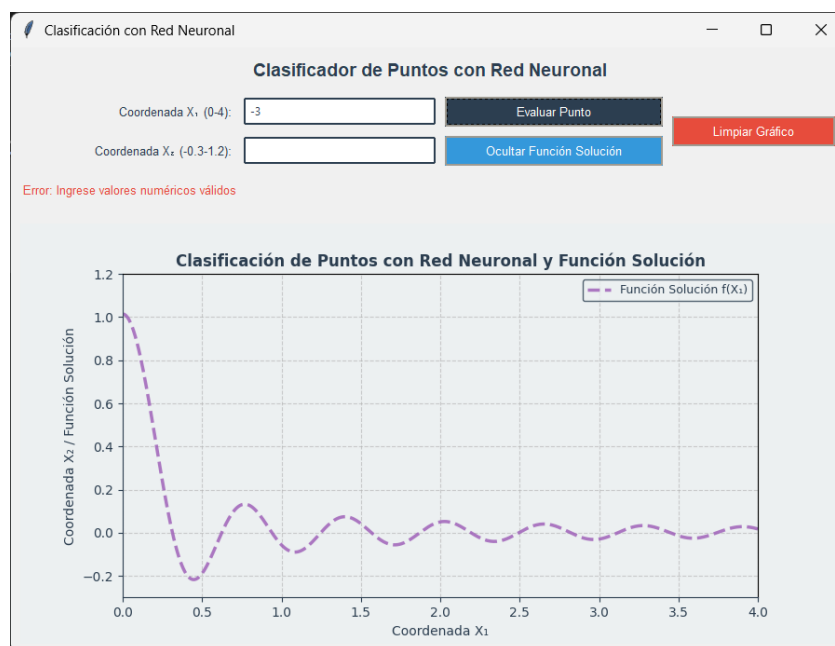 Clasificación con Red Neuronal
Clasificador de Puntos con Red Neuronal
Coordenada X₁ (0-4): -3 Evaluar Punto
Limpiar Gráfico
Coordenada X₂ (-0.3-1.2): Ocultar Función Solución
Error: Ingrese valores numéricos válidos
Clasificación de Puntos con Red Neuronal y Función Solución
Función Solución f(X₁)
1.2
1.0
0.8
0.6
0.4
0.2
0.0
−0.2
Coordenada X₂ / Función Solución
0.0 0.5 1.0 1.5 2.0 2.5 3.0 3.5 4.0
Coordenada X₁